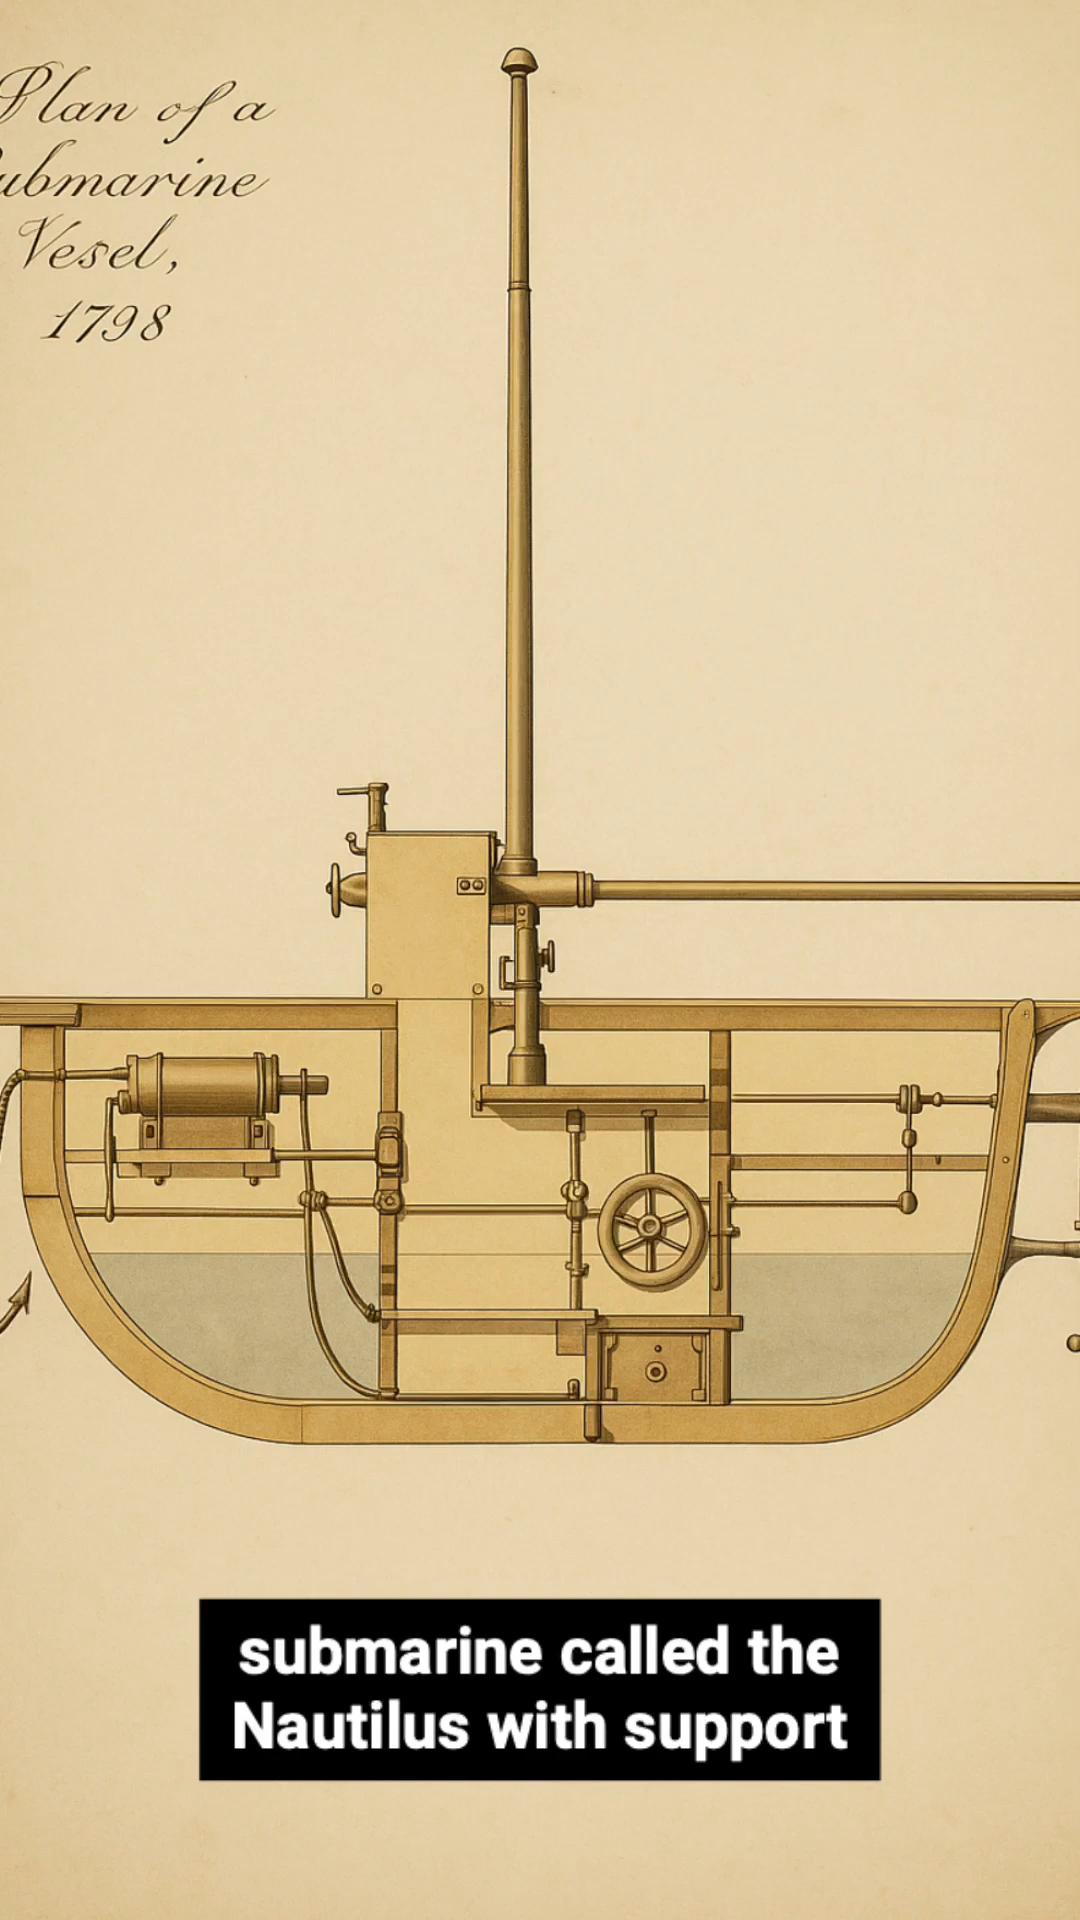 Plan of a
ubmarine
Vesel,
1798
submarine called the
Nautilus with support